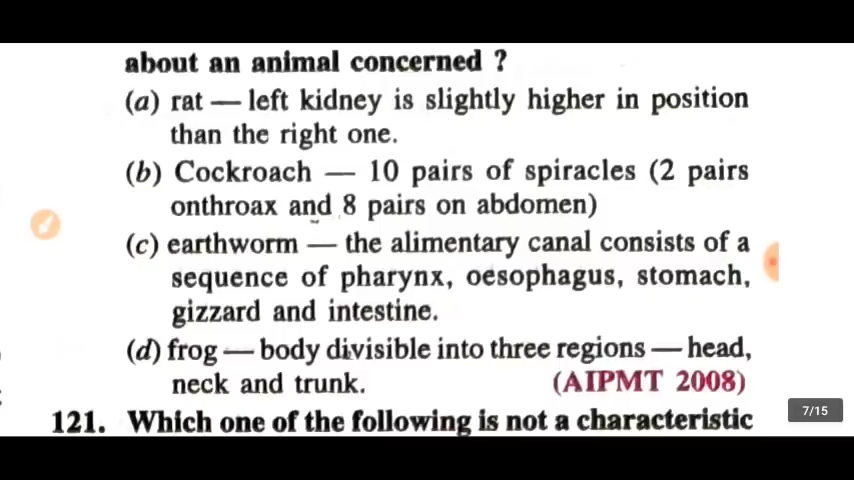 about an animal concerned ?
(a) rat — left kidney is slightly higher in position
than the right one.
(b) Cockroach — 10 pairs of spiracles (2 pairs
onthroax and 8 pairs on abdomen)
(c) earthworm — the alimentary canal consists of a
sequence of pharynx, oesophagus, stomach,
gizzard and intestine.
(d) frog — body divisible into three regions — head,
neck and trunk. (AIPMT 2008)
7/15
121. Which one of the following is not a characteristic